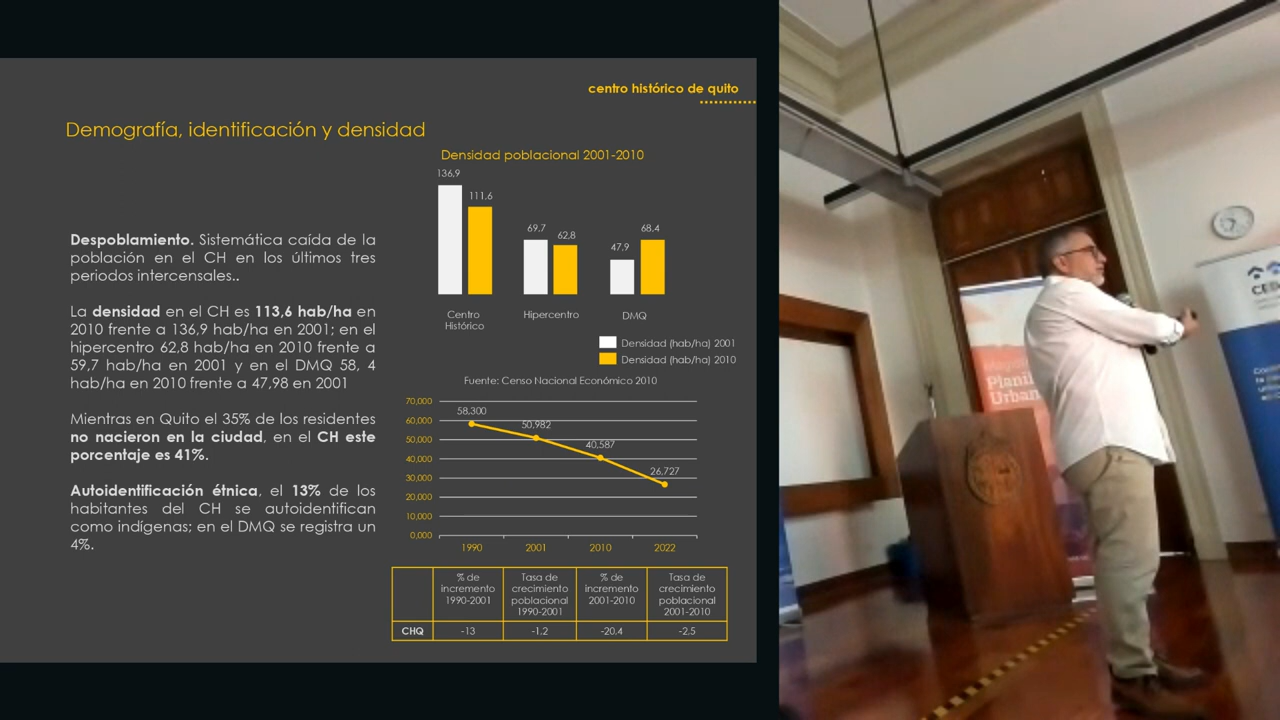 centro histórico de quito
Demografía, identificación y densidad
Despoblamiento. Sistemática caída de la
población en el CH en los últimos tres
periodos intercensales..
La densidad en el CH es 113,6 hab/ha en
2010 frente a 136,9 hab/ha en 2001; en el
hipercentro 62,8 hab/ha en 2010 frente a
59,7 hab/ha en 2001 y en el DMQ 58, 4
hab/ha en 2010 frente a 47,98 en 2001
Mientras en Quito el 35% de los residentes
no nacieron en la ciudad, en el CH este
porcentaje es 41%.
Autoidentificación étnica, el 13% de los
habitantes del CH se autoidentifican
como indígenas; en el DMQ se registra un
4%.
Densidad poblacional 2001-2010
136,9
111,6
69,7
62,8
47,9
68,4
Centro
Histórico
Hipercentro
DMQ
Densidad (hab/ha) 2001
Densidad (hab/ha) 2010
Fuente: Censo Nacional Económico 2010
70,000
60,000
50,000
40,000
30,000
20,000
10,000
0,000
58,300
50,982
40,587
26,727
1990 2001 2010 2022
% de incremento 1990-2001
Tasa de crecimiento poblacional 1990-2001
% de incremento 2001-2010
Tasa de crecimiento poblacional 2001-2010
CHQ -13 -1,2 -20,4 -2,5